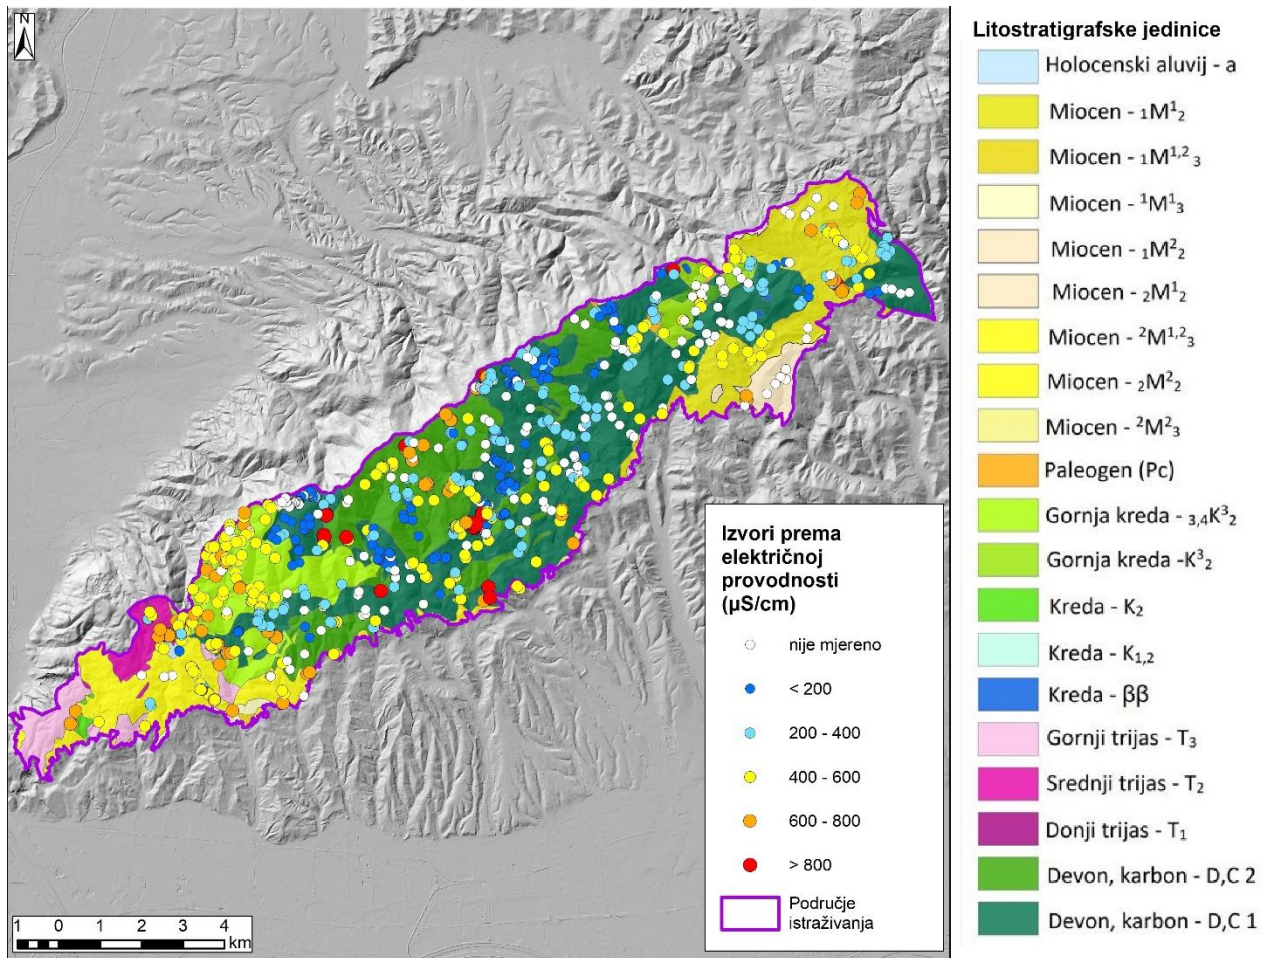 N
Litostratigrafske jedinice
Holocenski aluvij - a
Miocen - ₁M¹₂
Miocen - ₁M¹,²₃
Miocen - ¹M¹₃
Miocen - ₁M²₂
Miocen - ₂M¹₂
Miocen - ²M¹,²₃
Miocen - ₂M²₂
Miocen - ²M²₃
Paleogen (Pc)
Gornja kreda - ₃,₄K³₂
Gornja kreda -K³₂
Kreda - K₂
Kreda - K₁,₂
Kreda - ββ
Gornji trijas - T₃
Srednji trijas - T₂
Donji trijas - T₁
Devon, karbon - D,C 2
Devon, karbon - D,C 1
Izvori prema
električnoj
provodnosti
(µS/cm)
nije mjereno
< 200
200 - 400
400 - 600
600 - 800
> 800
Područje
istraživanja
1 0 1 2 3 4
km